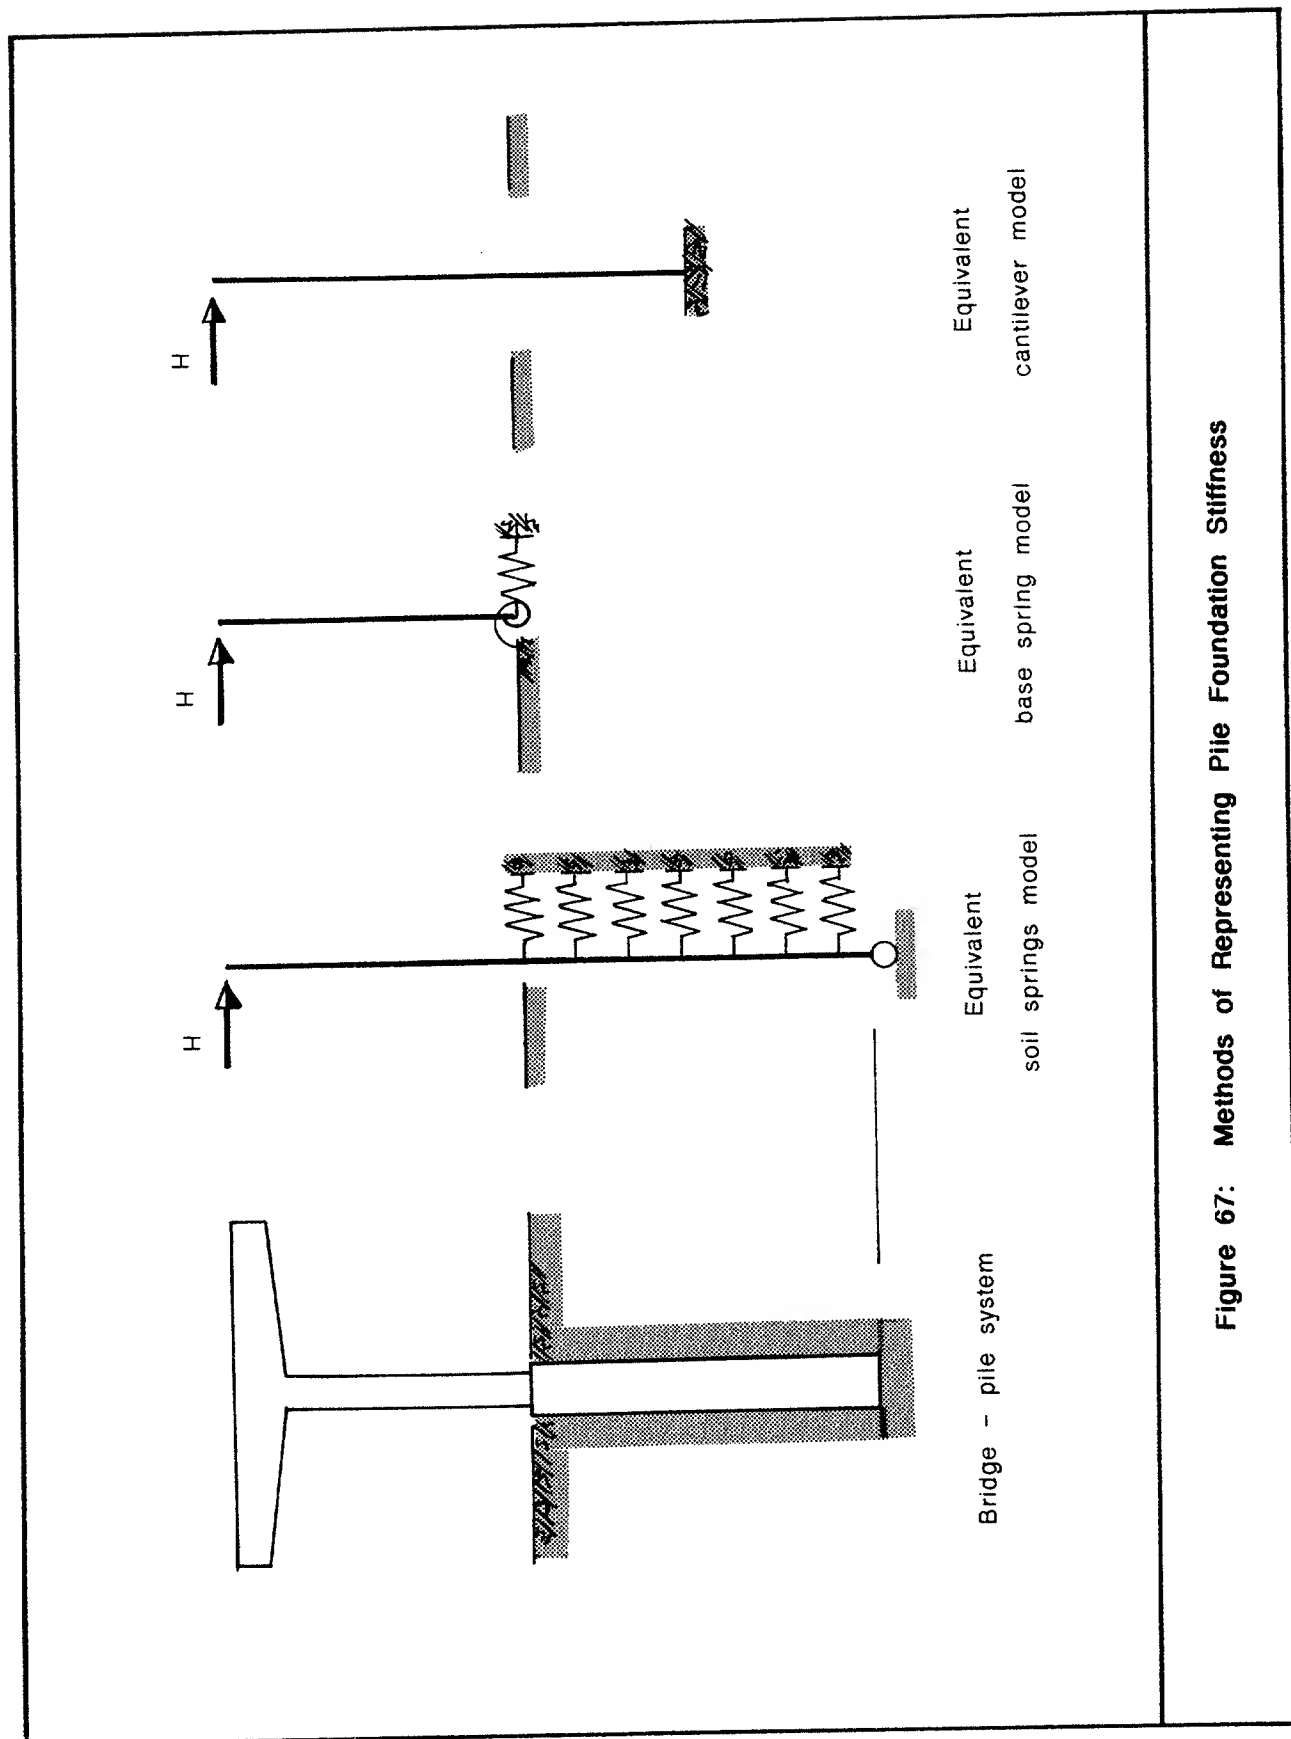 H
H
H
Bridge – pile system
Equivalent
soil springs model
Equivalent
base spring model
Equivalent
cantilever model
Figure 67: Methods of Representing Pile Foundation Stiffness